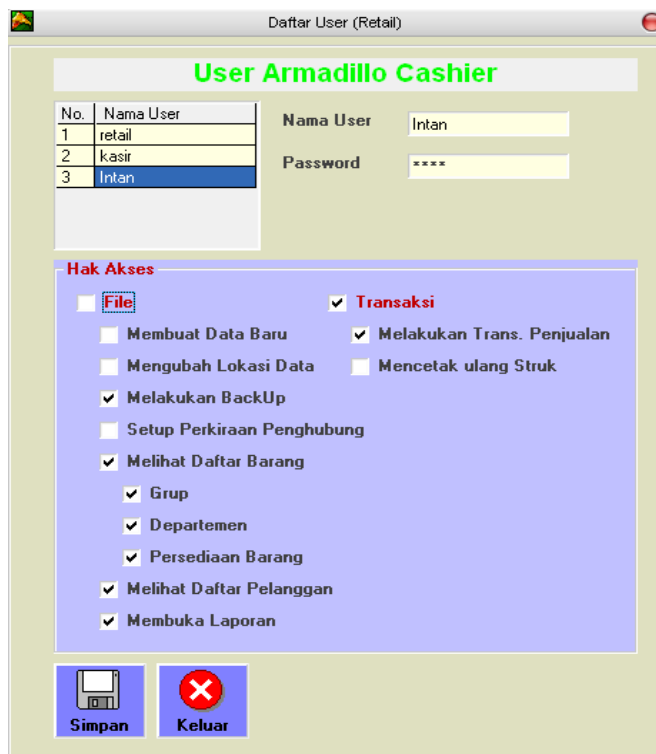 Daftar User (Retail)
User Armadillo Cashier
No. Nama User
1 retail
2 kasir
3 Intan
Nama User Intan
Password ****
Hak Akses
File
Membuat Data Baru
Mengubah Lokasi Data
Melakukan BackUp
Setup Perkiraan Penghubung
Melihat Daftar Barang
Grup
Departemen
Persediaan Barang
Melihat Daftar Pelanggan
Membuka Laporan
Transaksi
Melakukan Trans. Penjualan
Mencetak ulang Struk
Simpan
Keluar